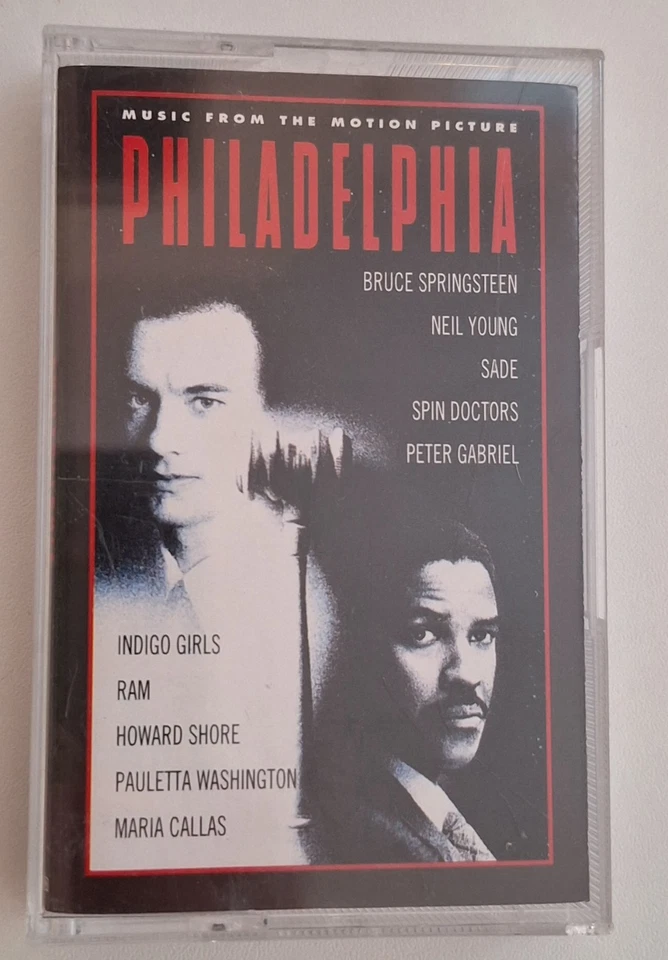 MUSIC FROM THE MOTION PICTURE
PHILADELPHIA
BRUCE SPRINGSTEEN
NEIL YOUNG
SADE
SPIN DOCTORS
PETER GABRIEL
INDIGO GIRLS
RAM
HOWARD SHORE
PAULETTA WASHINGTON
MARIA CALLAS